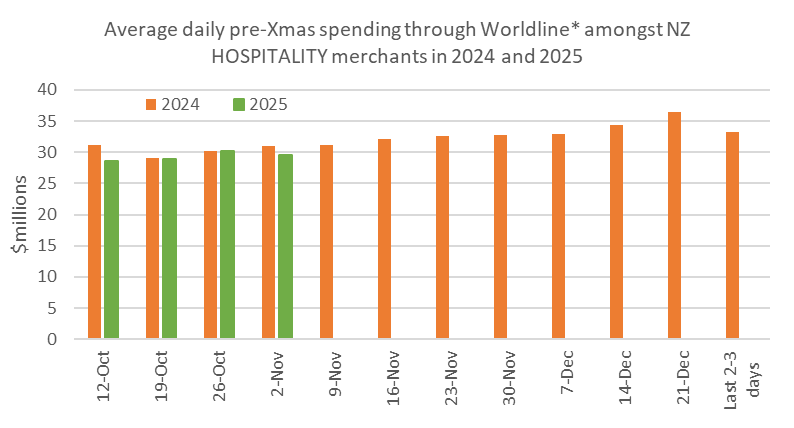 Average daily pre-Xmas spending through Worldline* amongst NZ
HOSPITALITY merchants in 2024 and 2025
2024
2025
$millions
40
35
30
25
20
15
10
5
0
12-Oct
19-Oct
26-Oct
2-Nov
9-Nov
16-Nov
23-Nov
30-Nov
7-Dec
14-Dec
21-Dec
Last 2-3
days